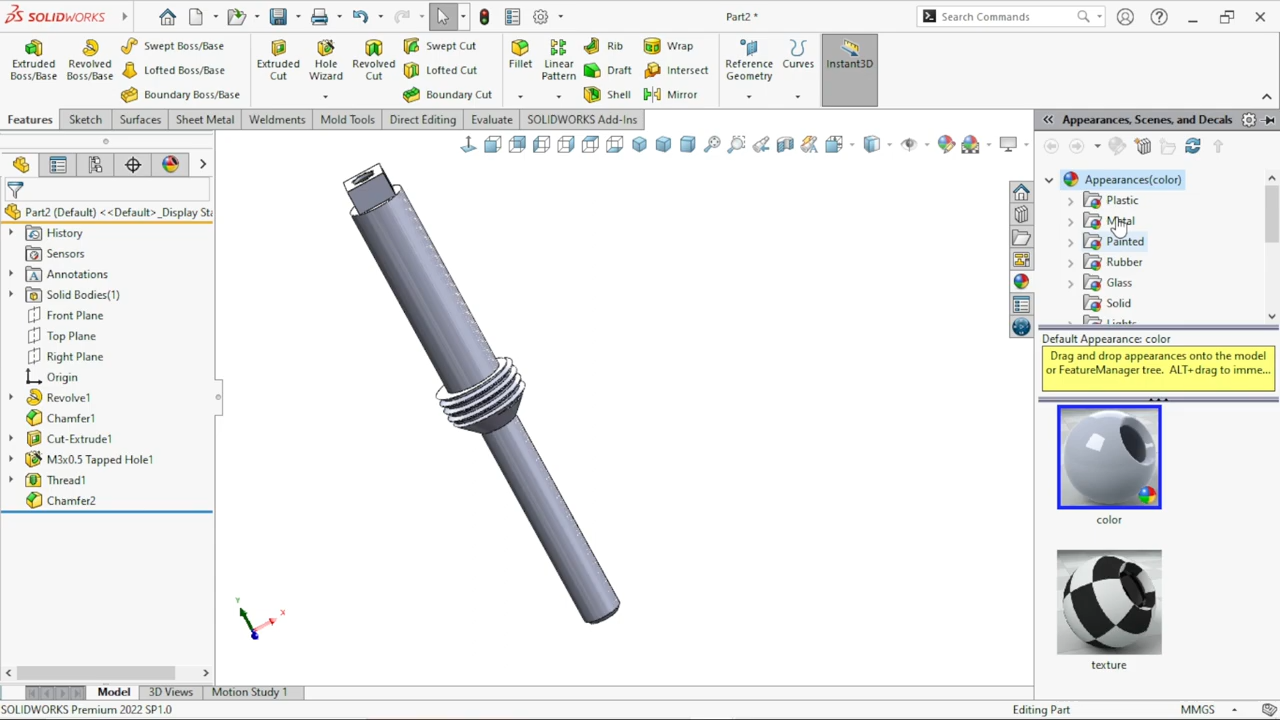 SOLIDWORKS
Part2 *
Search Commands
Extruded Boss/Base
Revolved Boss/Base
Swept Boss/Base
Lofted Boss/Base
Boundary Boss/Base
Extruded Cut
Hole Wizard
Revolved Cut
Swept Cut
Lofted Cut
Boundary Cut
Fillet
Linear Pattern
Rib
Draft
Shell
Wrap
Intersect
Mirror
Reference Geometry
Curves
Instant3D
Features
Sketch
Surfaces
Sheet Metal
Weldments
Mold Tools
Direct Editing
Evaluate
SOLIDWORKS Add-Ins
Part2 (Default) <<Default>_Display Sta
History
Sensors
Annotations
Solid Bodies(1)
Front Plane
Top Plane
Right Plane
Origin
Revolve1
Chamfer1
Cut-Extrude1
M3x0.5 Tapped Hole1
Thread1
Chamfer2
Y
X
Appearances, Scenes, and Decals
Appearances(color)
Plastic
Metal
Painted
Rubber
Glass
Solid
Lights
Default Appearance: color
Drag and drop appearances onto the model
or FeatureManager tree. ALT+drag to imme...
color
texture
Model
3D Views
Motion Study 1
SOLIDWORKS Premium 2022 SP1.0
Editing Part
MMGS